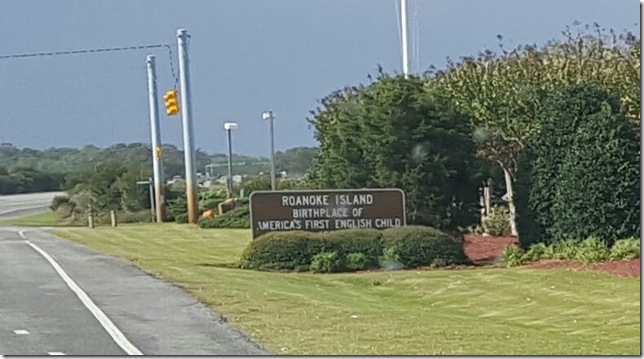 ROANOKE ISLAND
BIRTHPLACE OF
AMERICA'S FIRST ENGLISH CHILD